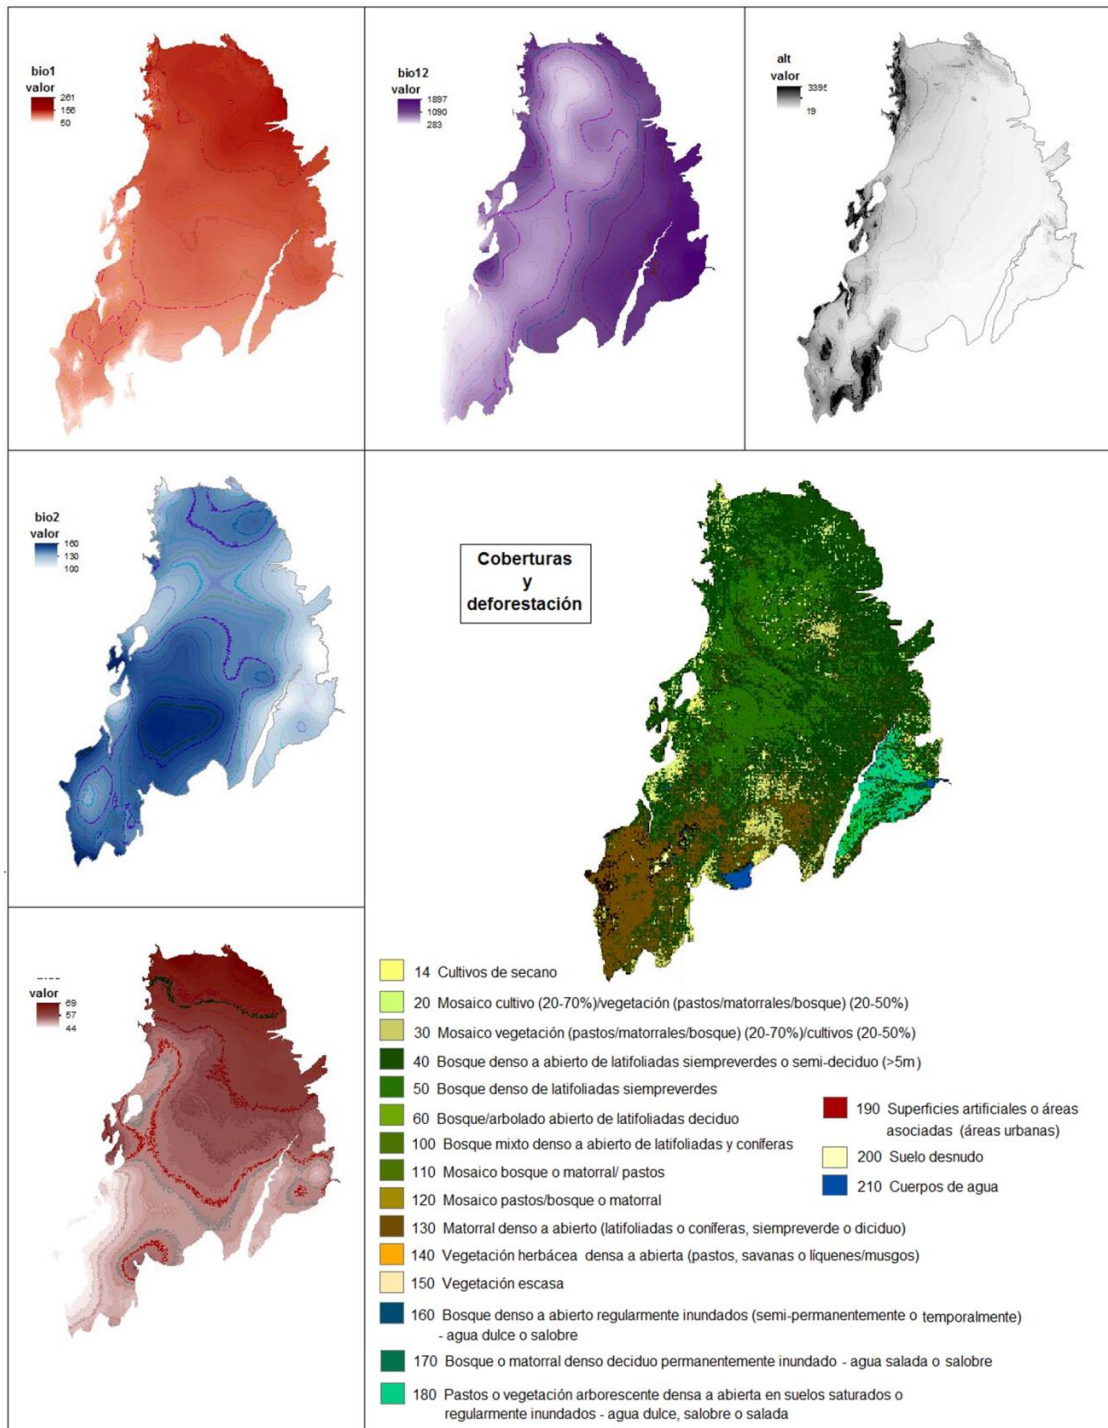 bio1
valor
261
156
50
bio12
valor
1897
1090
283
alt
valor
3395
19
bio2
valor
160
130
100
Coberturas
y
deforestación
valor
69
57
44
14 Cultivos de secano
20 Mosaico cultivo (20-70%)/vegetación (pastos/matorrales/bosque) (20-50%)
30 Mosaico vegetación (pastos/matorrales/bosque) (20-70%)/cultivos (20-50%)
40 Bosque denso a abierto de latifoliadas siempreverdes o semi-deciduo (>5m)
50 Bosque denso de latifoliadas siempreverdes
60 Bosque/arbolado abierto de latifoliadas deciduo
100 Bosque mixto denso a abierto de latifoliadas y coníferas
110 Mosaico bosque o matorral/ pastos
120 Mosaico pastos/bosque o matorral
130 Matorral denso a abierto (latifoliadas o coníferas, siempreverde o diciduo)
140 Vegetación herbácea densa a abierta (pastos, savanas o líquenes/musgos)
150 Vegetación escasa
160 Bosque denso a abierto regularmente inundados (semi-permanentemente o temporalmente)
- agua dulce o salobre
170 Bosque o matorral denso deciduo permanentemente inundado - agua salada o salobre
180 Pastos o vegetación arborescente densa a abierta en suelos saturados o
regularmente inundados - agua dulce, salobre o salada
190 Superficies artificiales o áreas
asociadas (áreas urbanas)
200 Suelo desnudo
210 Cuerpos de agua